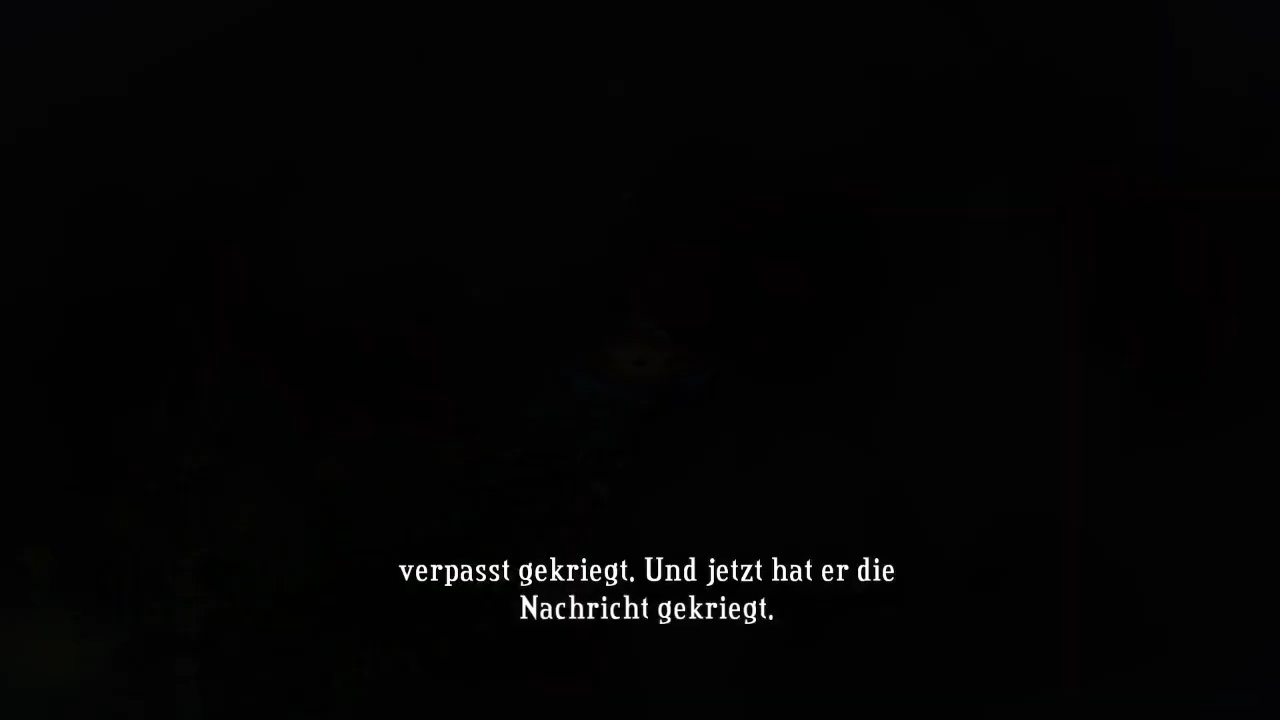 verpasst gekriegt. Und jetzt hat er die
Nachricht gekriegt.